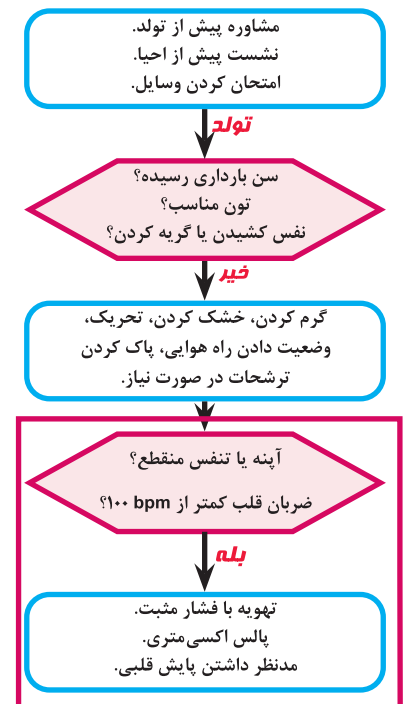 مشاوره پیش از تولد.
نشست پیش از احیا.
امتحان کردن وسایل.
تولد
سن بارداری رسیده؟
تون مناسب؟
نفس کشیدن یا گریه کردن؟
خیر
گرم کردن، خشک کردن، تحریک،
وضعیت دادن راه هوایی، پاک کردن
ترشحات در صورت نیاز.
آپنه یا تنفس منقطع؟
ضربان قلب کمتر از ۱۰۰ bpm؟
بله
تهویه با فشار مثبت.
پالس اکسی‌متری.
مدنظر داشتن پایش قلبی.